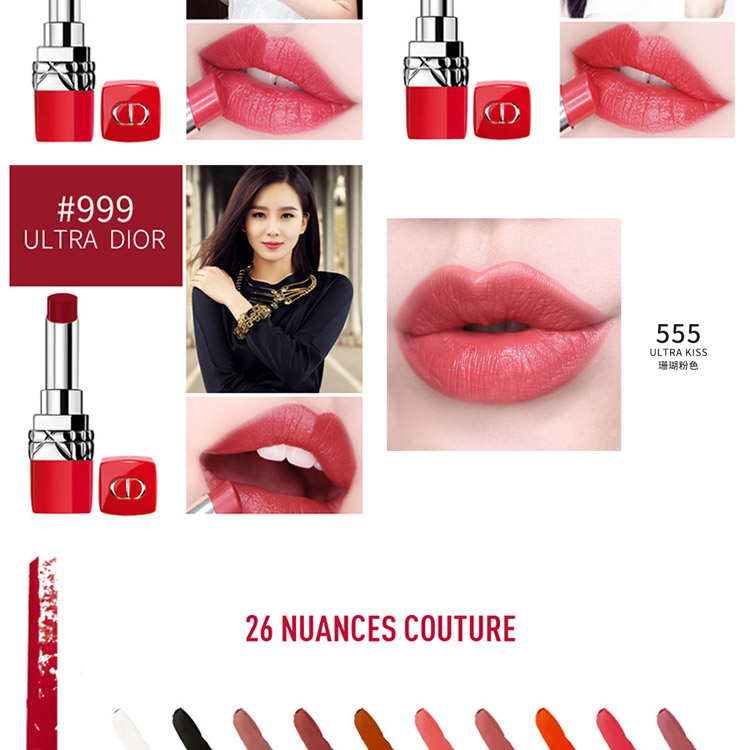 #999
ULTRA DIOR
555
ULTRA KISS
珊瑚粉色
26 NUANCES COUTURE